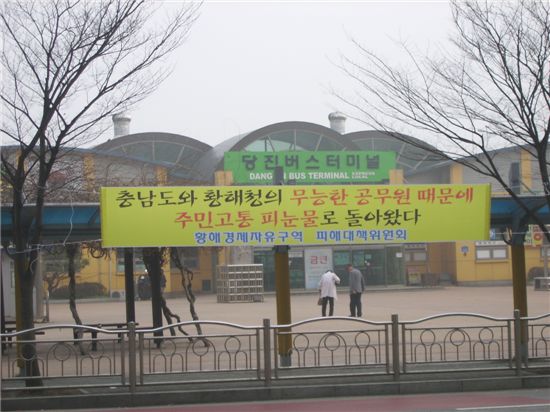 당진버스터미널
DANGJIN BUS TERMINAL
충남도와 황해청의 무능한 공무원 때문에
주민고통 피눈물로 돌아왔다
황해경제자유구역 피해대책위원회
금연